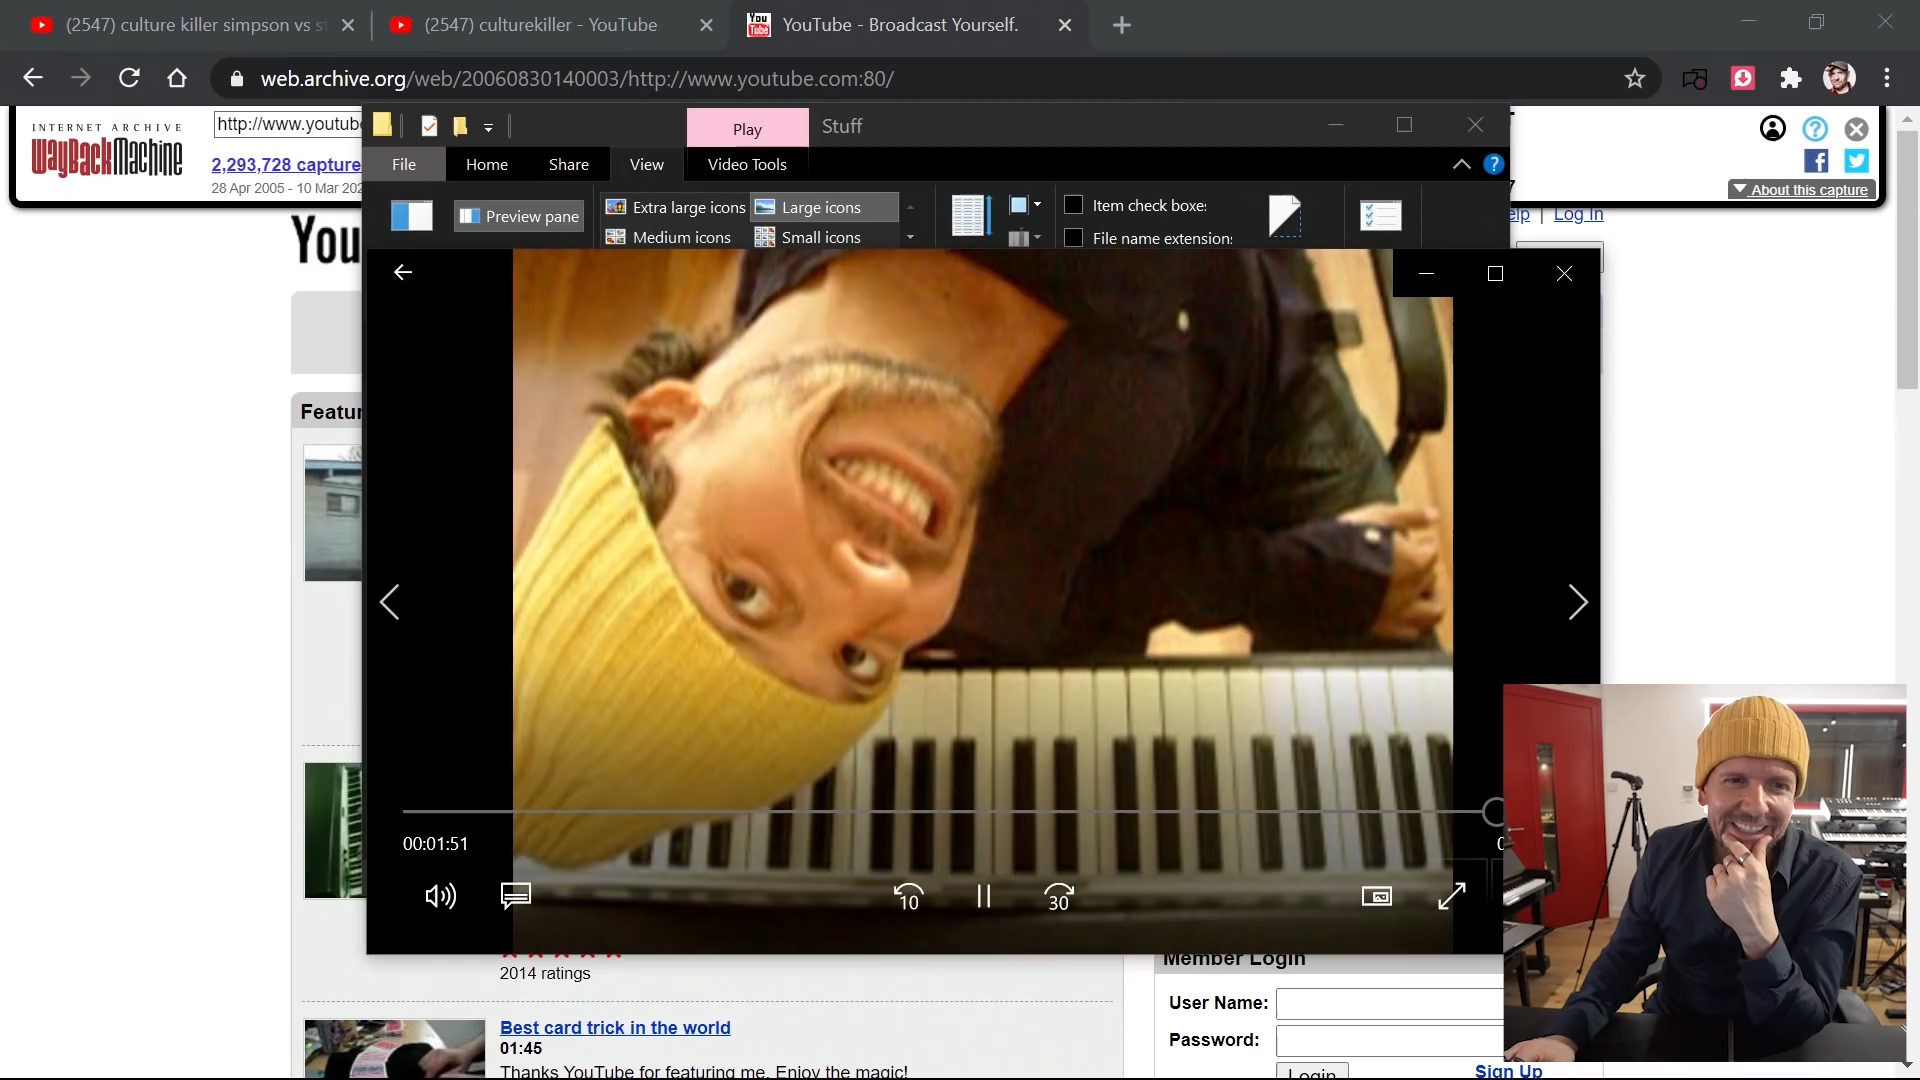 (2547) culture killer simpson vs s
(2547) culturekiller - YouTube
You
Tube
YouTube - Broadcast Yourself.
web.archive.org/web/20060830140003/http://www.youtube.com:80/
INTERNET ARCHIVE
WayBackMachine
http://www.youtub
2,293,728 capture
28 Apr 2005 - 10 Mar 202
Play
Stuff
File
Home
Share
View
Video Tools
Preview pane
Extra large icons
Large icons
Medium icons
Small icons
Item check boxe
File name extension
About this capture
Log In
You
Featu
00:01:51
10
30
2014 ratings
Best card trick in the world
01:45
Thanks YouTube for featuring me. Enjoy the magic!
Member Login
User Name:
Password:
Login
Sign Up